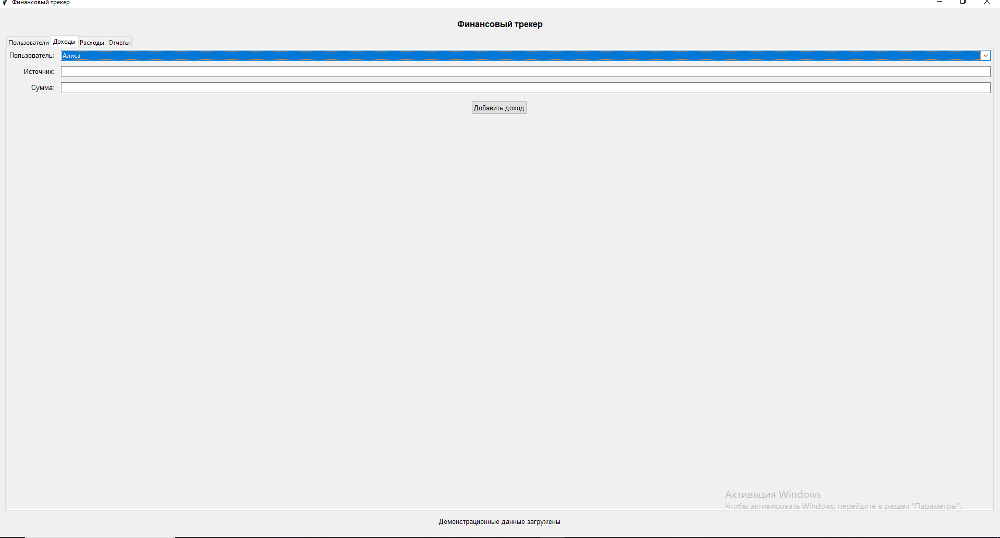 Финансовый трекер
Финансовый трекер
Пользователи Доходы Расходы Отчеты
Пользователь: Алиса
Источник:
Сумма:
Добавить доход
Активация Windows
Чтобы активировать Windows, перейдите в раздел "Параметры".
Демонстрационные данные загружены